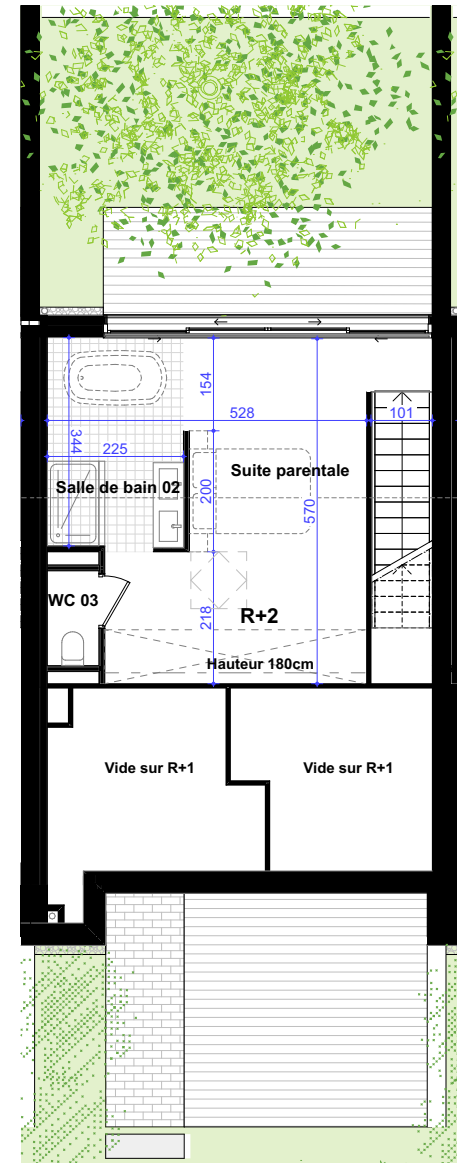 154
528
101
344
225
Suite parentale
Salle de bain 02
200
570
WC 03
218
R+2
Hauteur 180cm
Vide sur R+1
Vide sur R+1